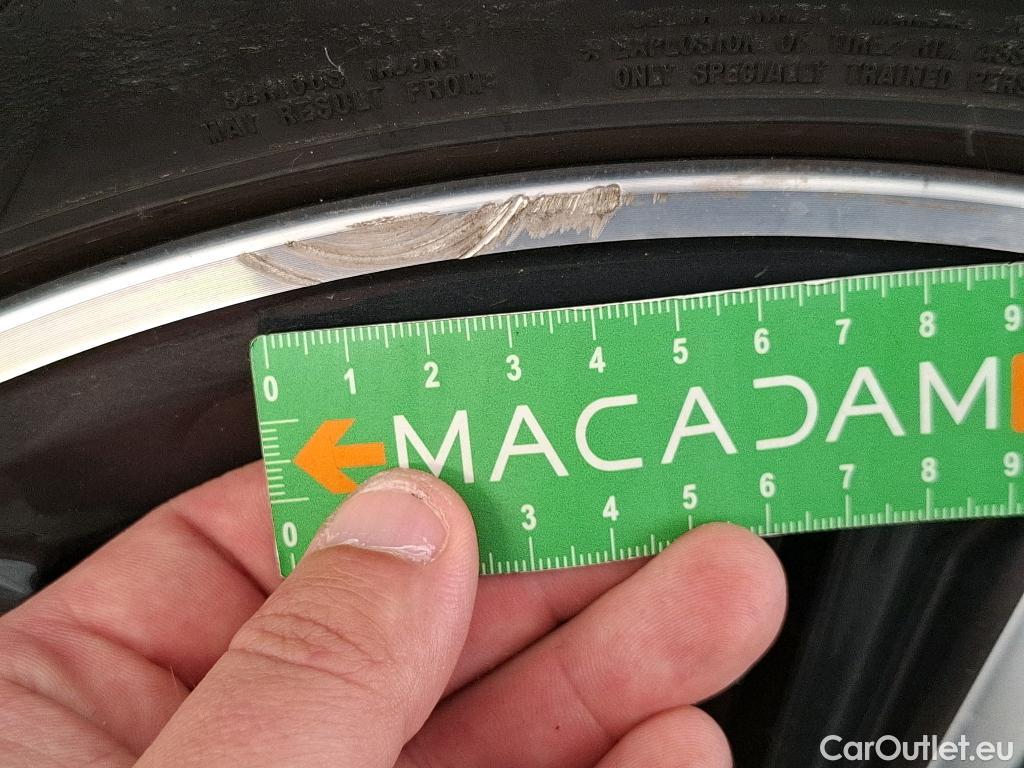 SERIOUS INJURY
MAY RESULT FROM:
EXPLOSION OF TIRE/ RIM ASS
ONLY SPECIALLY TRAINED PERS
0 1 2 3 4 5 6 7 8 9
MACADAM
0 3 4 5 6 7 8 9
CarOutlet.eu